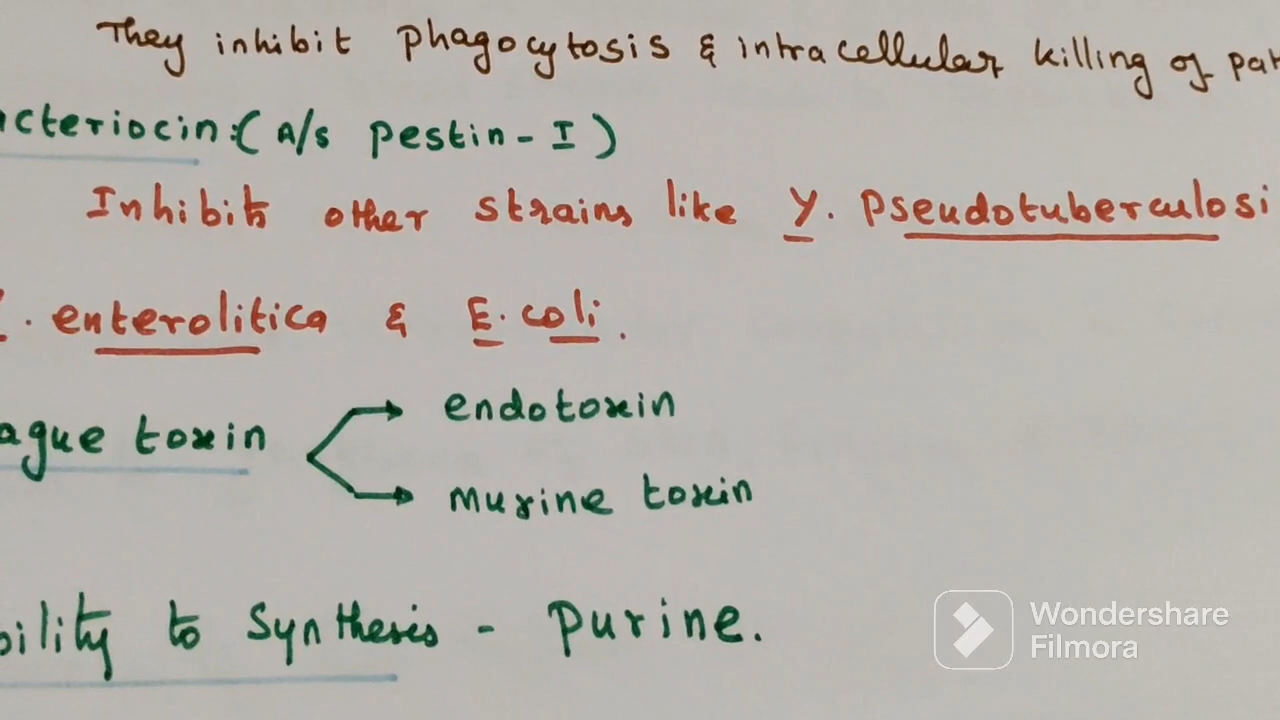 They inhibit phagocytosis & intracellular killing of pat
acteriocin:( A/s pestin - I )
Inhibits other strains like Y. pseudotuberculosi
. enterolitica & E. coli.
ague toxin
endotoxin
murine toxin
bility to Synthesis - purine.
Wondershare
Filmora